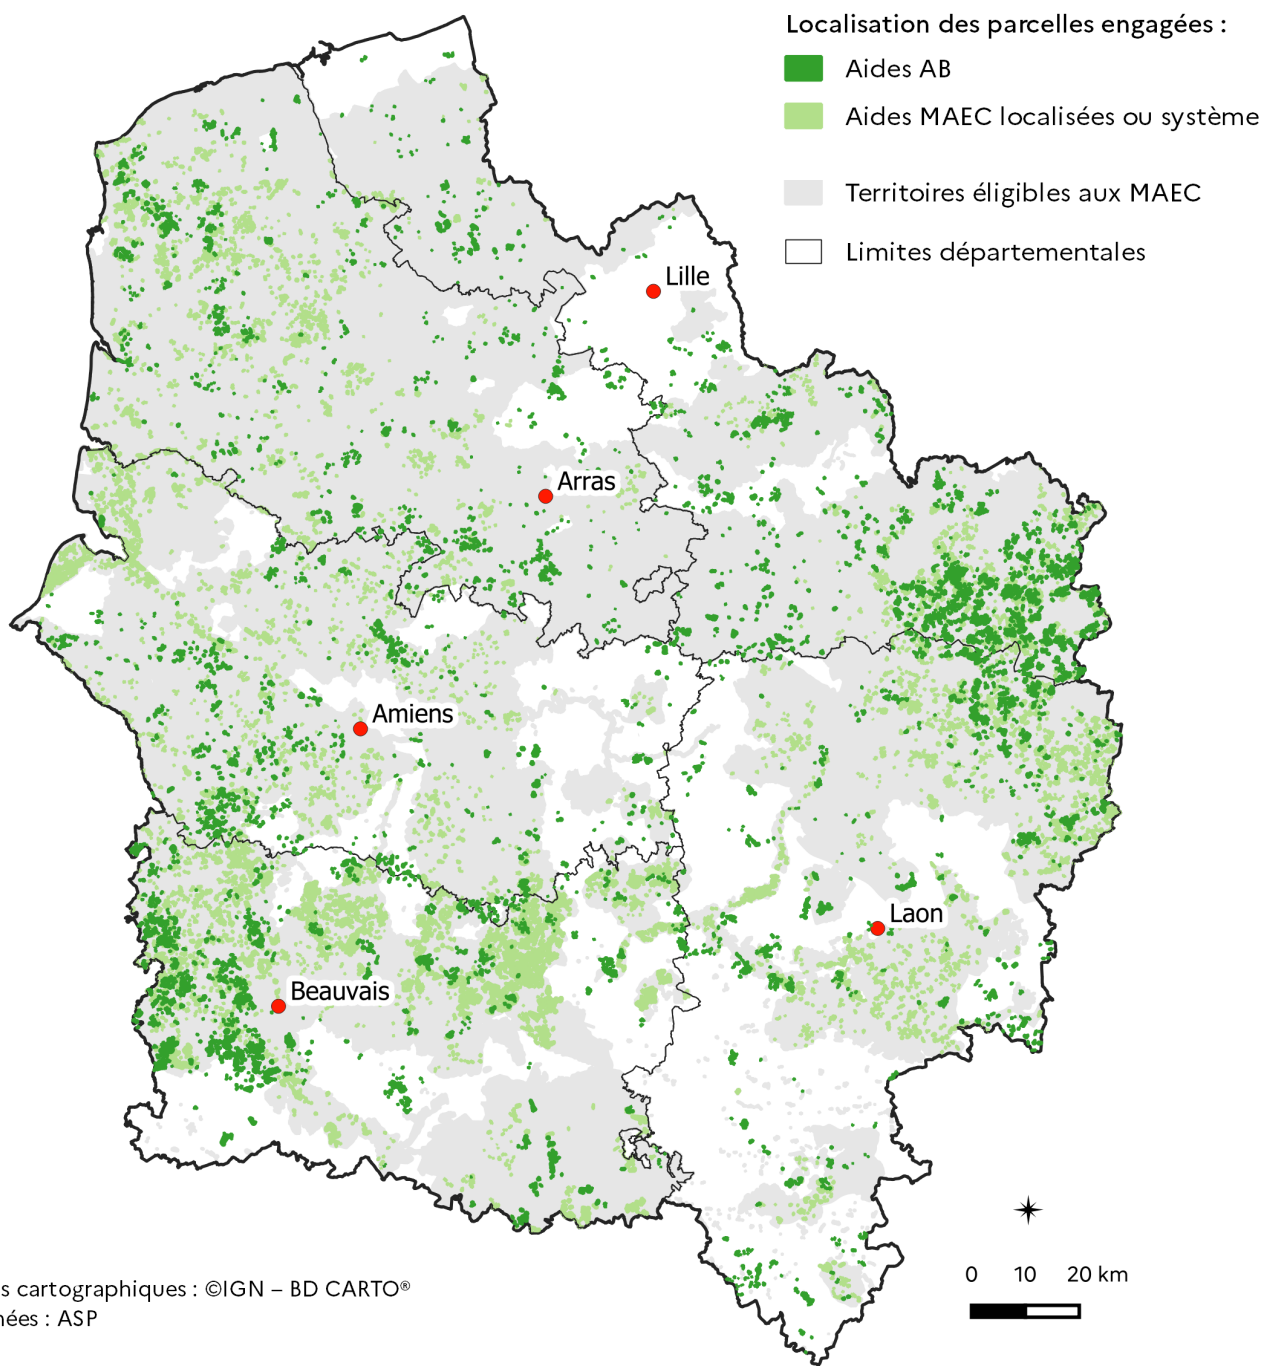 Localisation des parcelles engagées :
Aides AB
Aides MAEC localisées ou système
Territoires éligibles aux MAEC
Limites départementales
Lille
Arras
Amiens
Laon
Beauvais
0 10 20 km
s cartographiques : ©IGN – BD CARTO®
nées : ASP